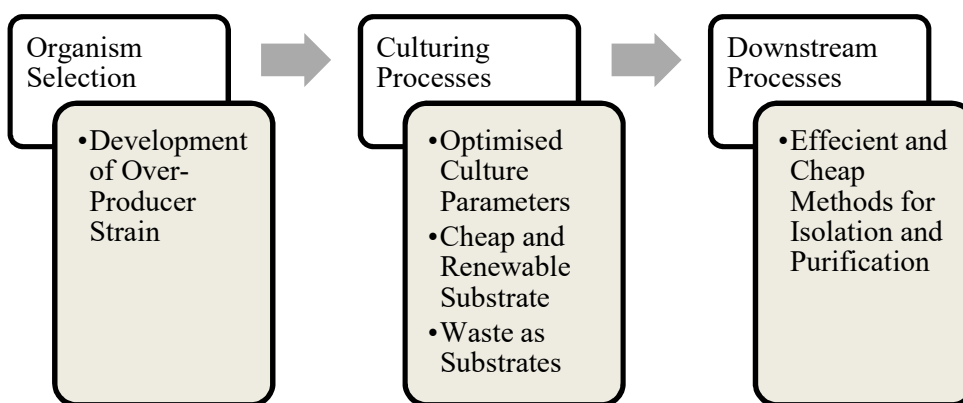 Organism
Selection
•Development
of Over-
Producer
Strain
Culturing
Processes
•Optimised
Culture
Parameters
•Cheap and
Renewable
Substrate
•Waste as
Substrates
Downstream
Processes
•Effecient and
Cheap
Methods for
Isolation and
Purification